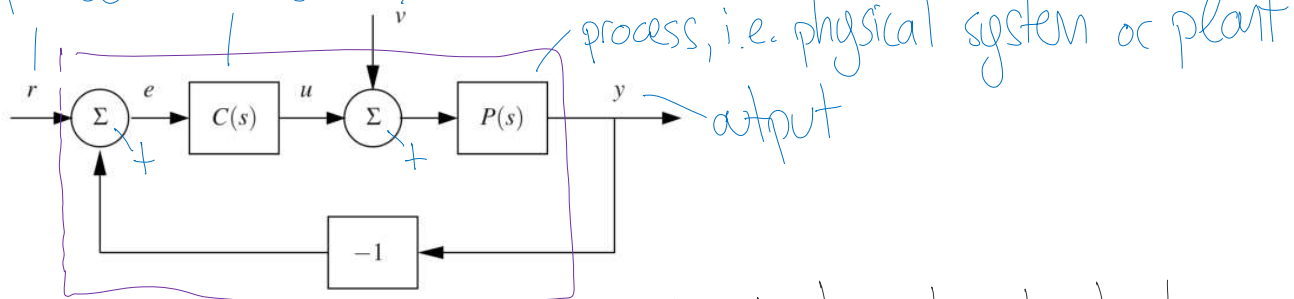 v
process, i.e. physical system or plant
r
Σ
e
C(s)
u
Σ
P(s)
y
output
+
+
−1